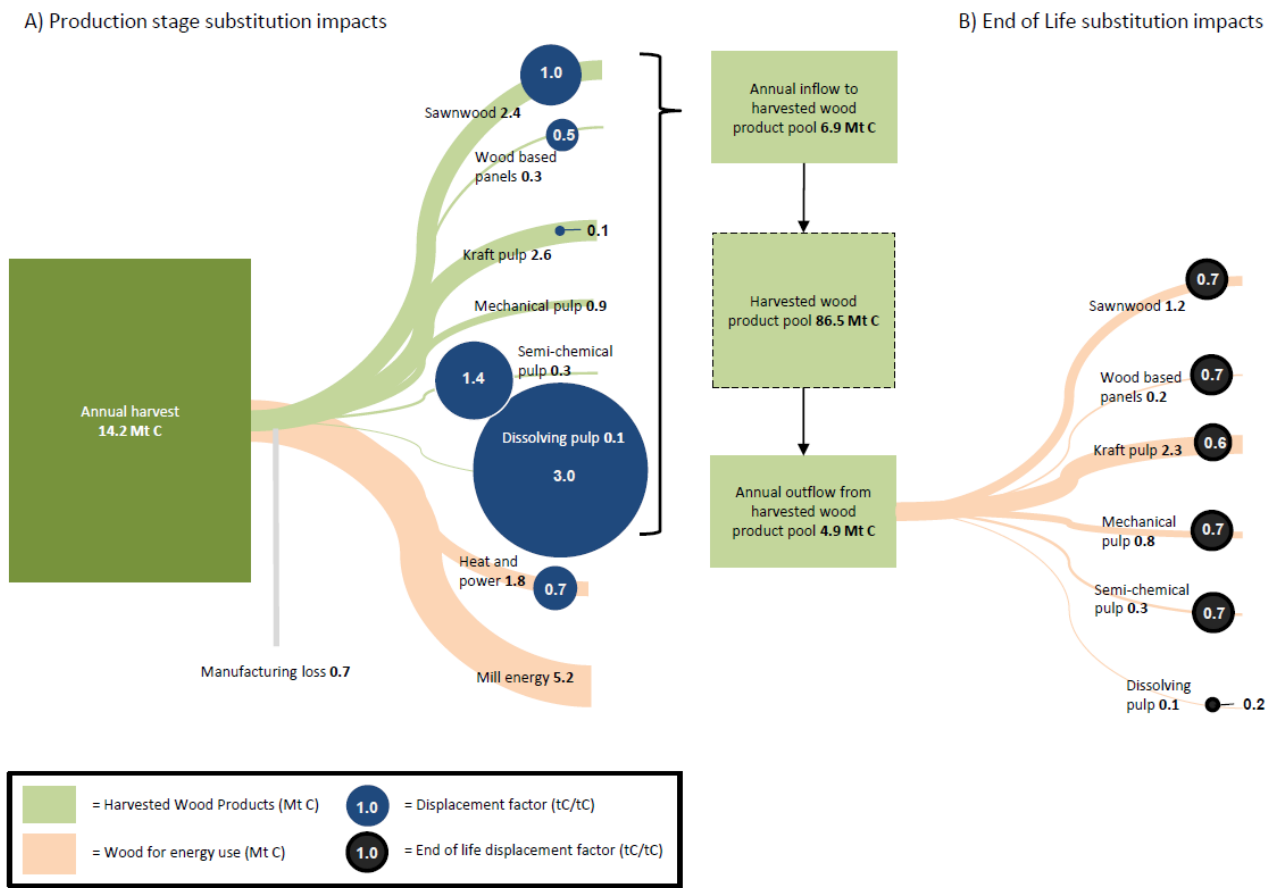 A) Production stage substitution impacts
B) End of Life substitution impacts
1.0
Sawnwood 2.4
0.5
Wood based
panels 0.3
0.1
Kraft pulp 2.6
Mechanical pulp 0.9
Semi-chemical
pulp 0.3
1.4
Dissolving pulp 0.1
3.0
Annual harvest
14.2 Mt C
Heat and
power 1.8
0.7
Mill energy 5.2
Manufacturing loss 0.7
Annual inflow to
harvested wood
product pool 6.9 Mt C
Harvested wood
product pool 86.5 Mt C
Annual outflow from
harvested wood
product pool 4.9 Mt C
0.7
Sawnwood 1.2
Wood based
panels 0.2
0.7
Kraft pulp 2.3
0.6
Mechanical
pulp 0.8
0.7
Semi-chemical
pulp 0.3
0.7
Dissolving
pulp 0.1
0.2
= Harvested Wood Products (Mt C)
1.0
= Displacement factor (tC/tC)
= Wood for energy use (Mt C)
1.0
= End of life displacement factor (tC/tC)